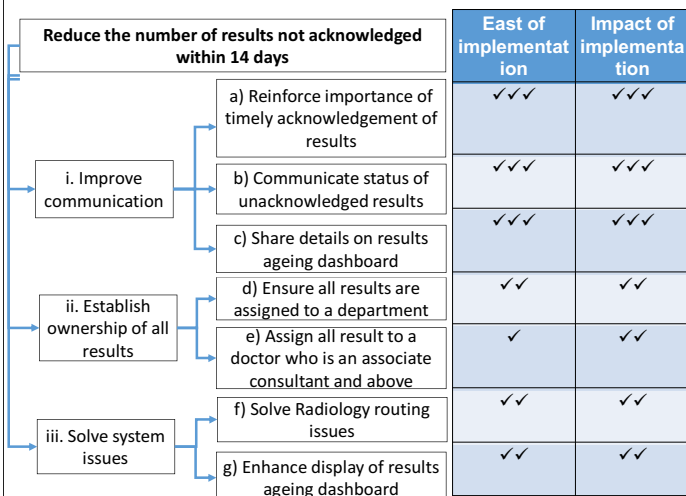 Reduce the number of results not acknowledged
within 14 days
East of
implementat
ion
Impact of
implementa
tion
a) Reinforce importance of
timely acknowledgement of
results
✓✓✓
✓✓✓
i. Improve
communication
b) Communicate status of
unacknowledged results
✓✓✓
✓✓✓
c) Share details on results
ageing dashboard
✓✓✓
✓✓✓
ii. Establish
ownership of all
results
d) Ensure all results are
assigned to a department
✓✓
✓✓
e) Assign all result to a
doctor who is an associate
consultant and above
✓
✓✓
iii. Solve system
issues
f) Solve Radiology routing
issues
✓✓
✓✓
g) Enhance display of results
ageing dashboard
✓✓
✓✓